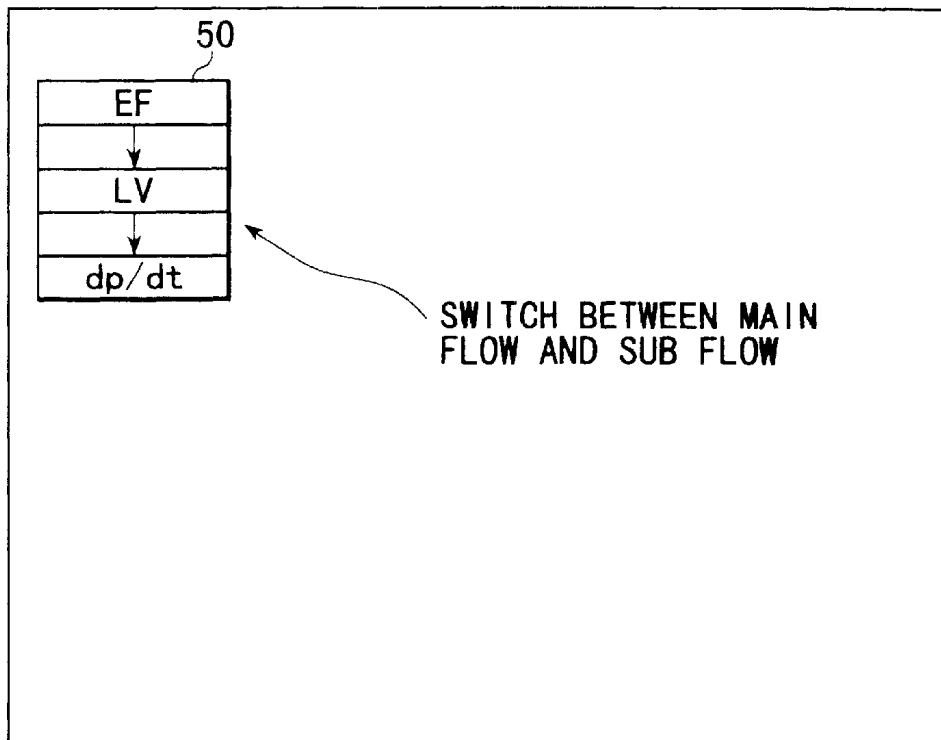 50
EF
LV
dp/dt
SWITCH BETWEEN MAIN
FLOW AND SUB FLOW